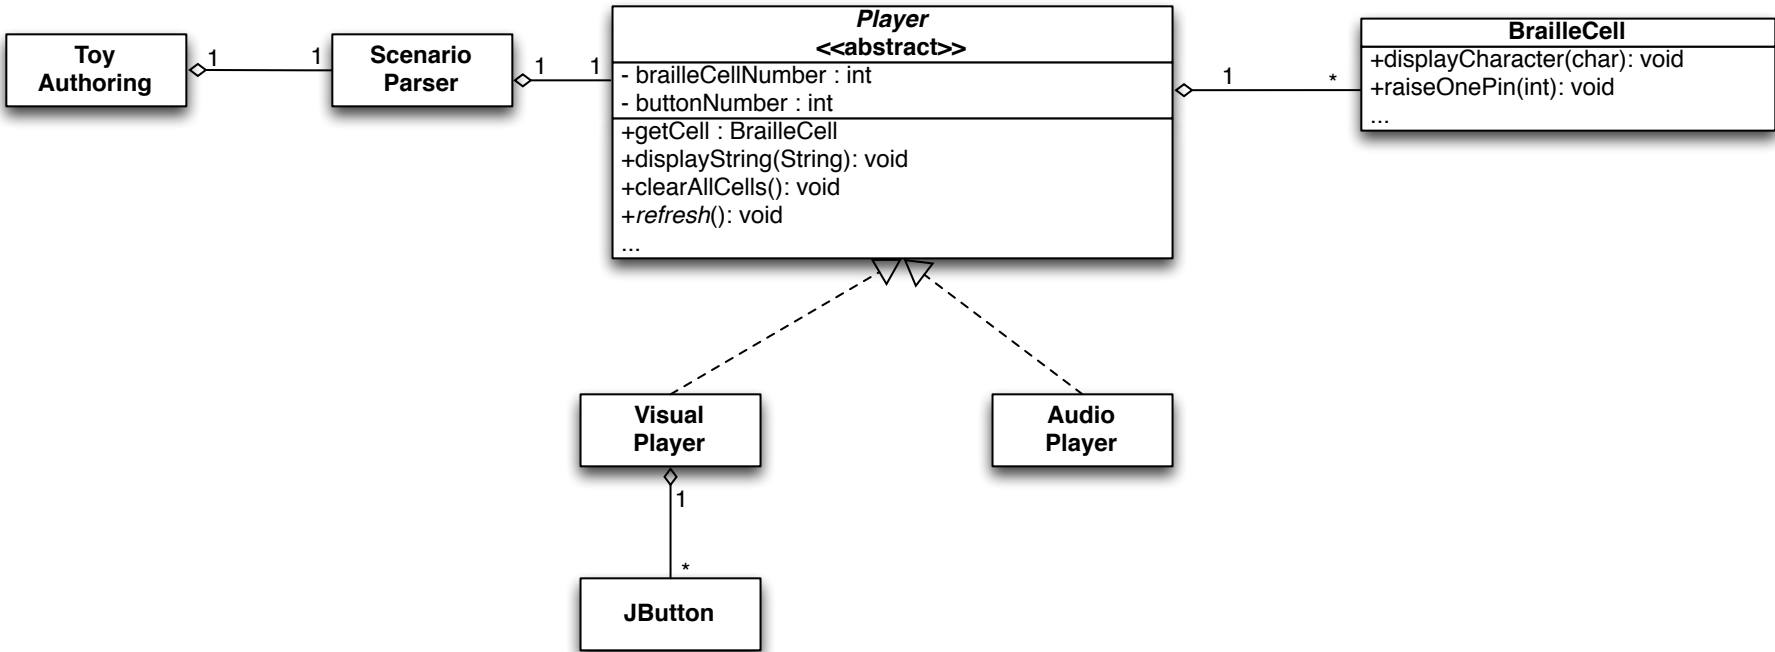 Toy
Authoring
1
1
Scenario
Parser
1
1
Player
<<abstract>>
- brailleCellNumber : int
- buttonNumber : int
+getCell : BrailleCell
+displayString(String): void
+clearAllCells(): void
+refresh(): void
...
1
*
BrailleCell
+displayCharacter(char): void
+raiseOnePin(int): void
...
Visual
Player
Audio
Player
1
*
JButton